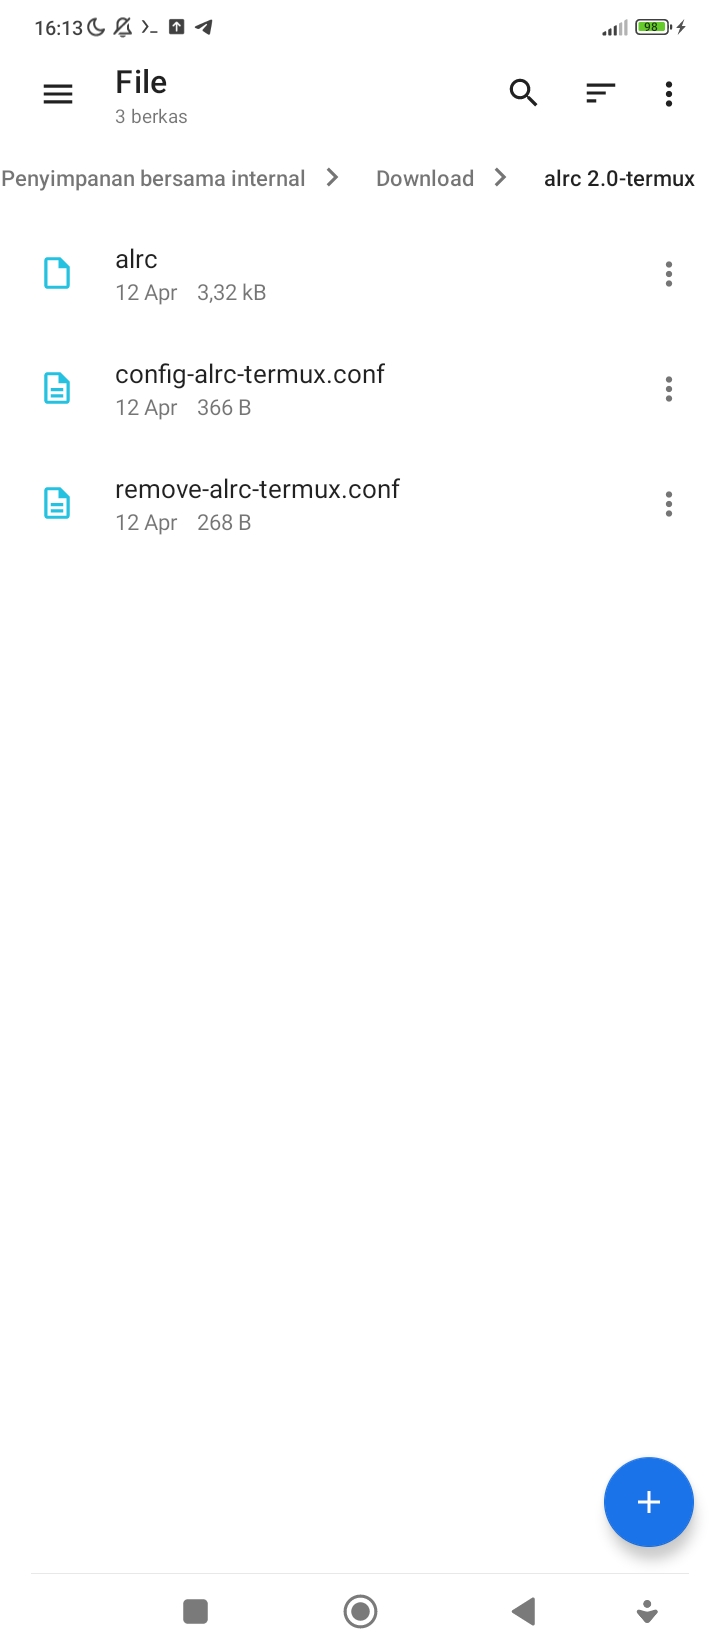 16:13
98
File
3 berkas
Penyimpanan bersama internal
Download
alrc 2.0-termux
alrc
12 Apr 3,32 kB
config-alrc-termux.conf
12 Apr 366 B
remove-alrc-termux.conf
12 Apr 268 B